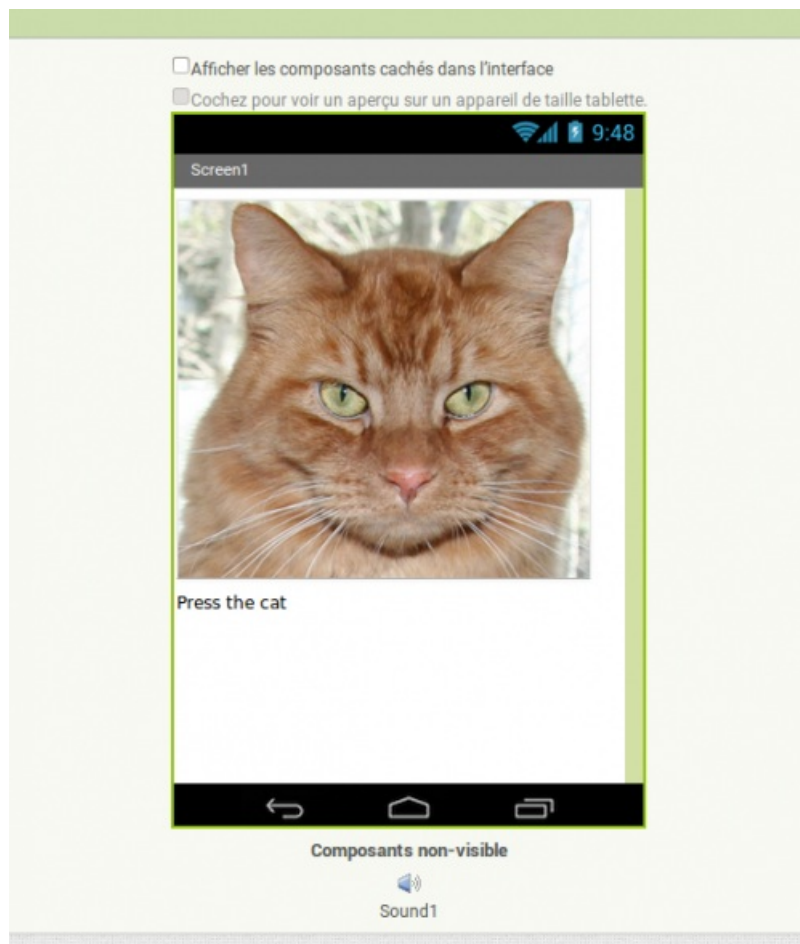 Afficher les composants cachés dans l'interface
Cochez pour voir un aperçu sur un appareil de taille tablette.
9:48
Screen1
Press the cat
Composants non-visible
Sound1